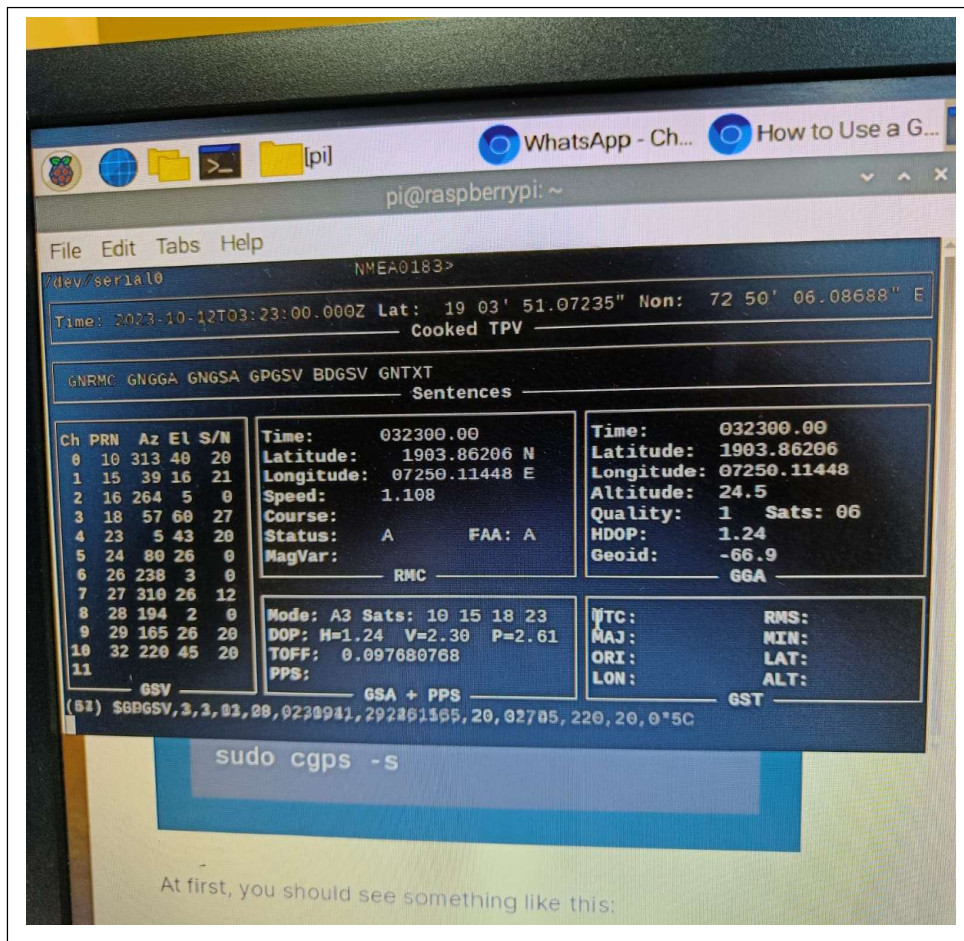 [pi]
WhatsApp - Ch...
How to Use a G...
pi@raspberrypi: ~
File Edit Tabs Help
/dev/serial0 NMEA0183>
Time: 2023-10-12T03:23:00.000Z Lat: 19 03' 51.07235" Non: 72 50' 06.08688" E
Cooked TPV
GNRMC GNGGA GNGSA GPGSV BDGSV GNTXT
Sentences
Ch PRN Az El S/N
0 10 313 40 20
1 15 39 16 21
2 16 264 5 0
3 18 57 60 27
4 23 5 43 20
5 24 80 26 0
6 26 238 3 0
7 27 310 26 12
8 28 194 2 0
9 29 165 26 20
10 32 220 45 20
11
GSV
Time: 032300.00
Latitude: 1903.86206 N
Longitude: 07250.11448 E
Speed: 1.108
Course:
Status: A FAA: A
MagVar:
RMC
Time: 032300.00
Latitude: 1903.86206
Longitude: 07250.11448
Altitude: 24.5
Quality: 1 Sats: 06
HDOP: 1.24
Geoid: -66.9
GGA
Mode: A3 Sats: 10 15 18 23
DOP: H=1.24 V=2.30 P=2.61
TOFF: 0.097680768
PPS:
GSA + PPS
UTC: RMS:
MAJ: MIN:
ORI: LAT:
LON: ALT:
GST
220,20,0*5C
sudo cgps -s
At first, you should see something like this: